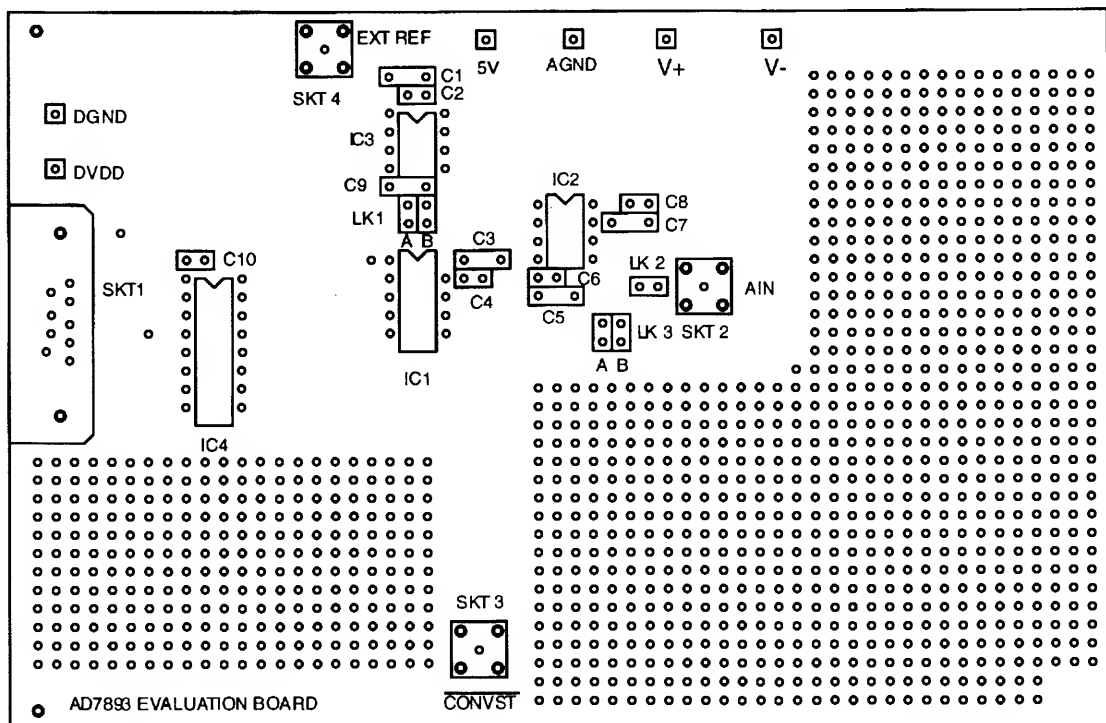 EXT REF
SKT 4
5V
AGND
V+
V-
C1
C2
DGND
IC3
DVDD
C9
IC2
C8
LK1
C7
A B
C3
C10
C6
LK 2
SKT1
C4
AIN
C5
LK 3
SKT 2
A B
IC1
IC4
SKT 3
CONVST
AD7893 EVALUATION BOARD